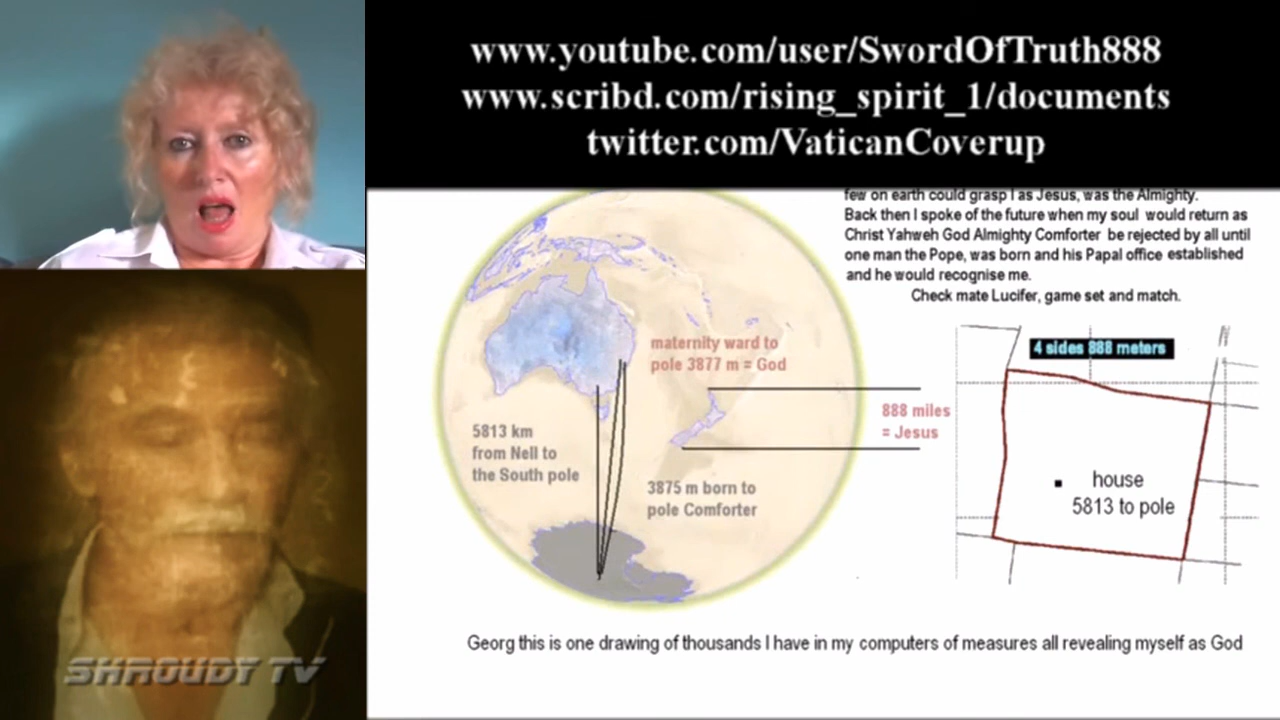 www.youtube.com/user/SwordOfTruth888
www.scribd.com/rising_spirit_1/documents
twitter.com/VaticanCoverup
few on earth could grasp I as Jesus, was the Almighty.
Back then I spoke of the future when my soul would return as
Christ Yahweh God Almighty Comforter be rejected by all until
one man the Pope, was born and his Papal office established
and he would recognise me.
Check mate Lucifer, game set and match.
maternity ward to
pole 3877 m = God
888 miles
= Jesus
5813 km
from Nell to
the South pole
3875 m born to
pole Comforter
4 sides 888 meters
house
5813 to pole
Georg this is one drawing of thousands I have in my computers of measures all revealing myself as God
SHROUDY TV